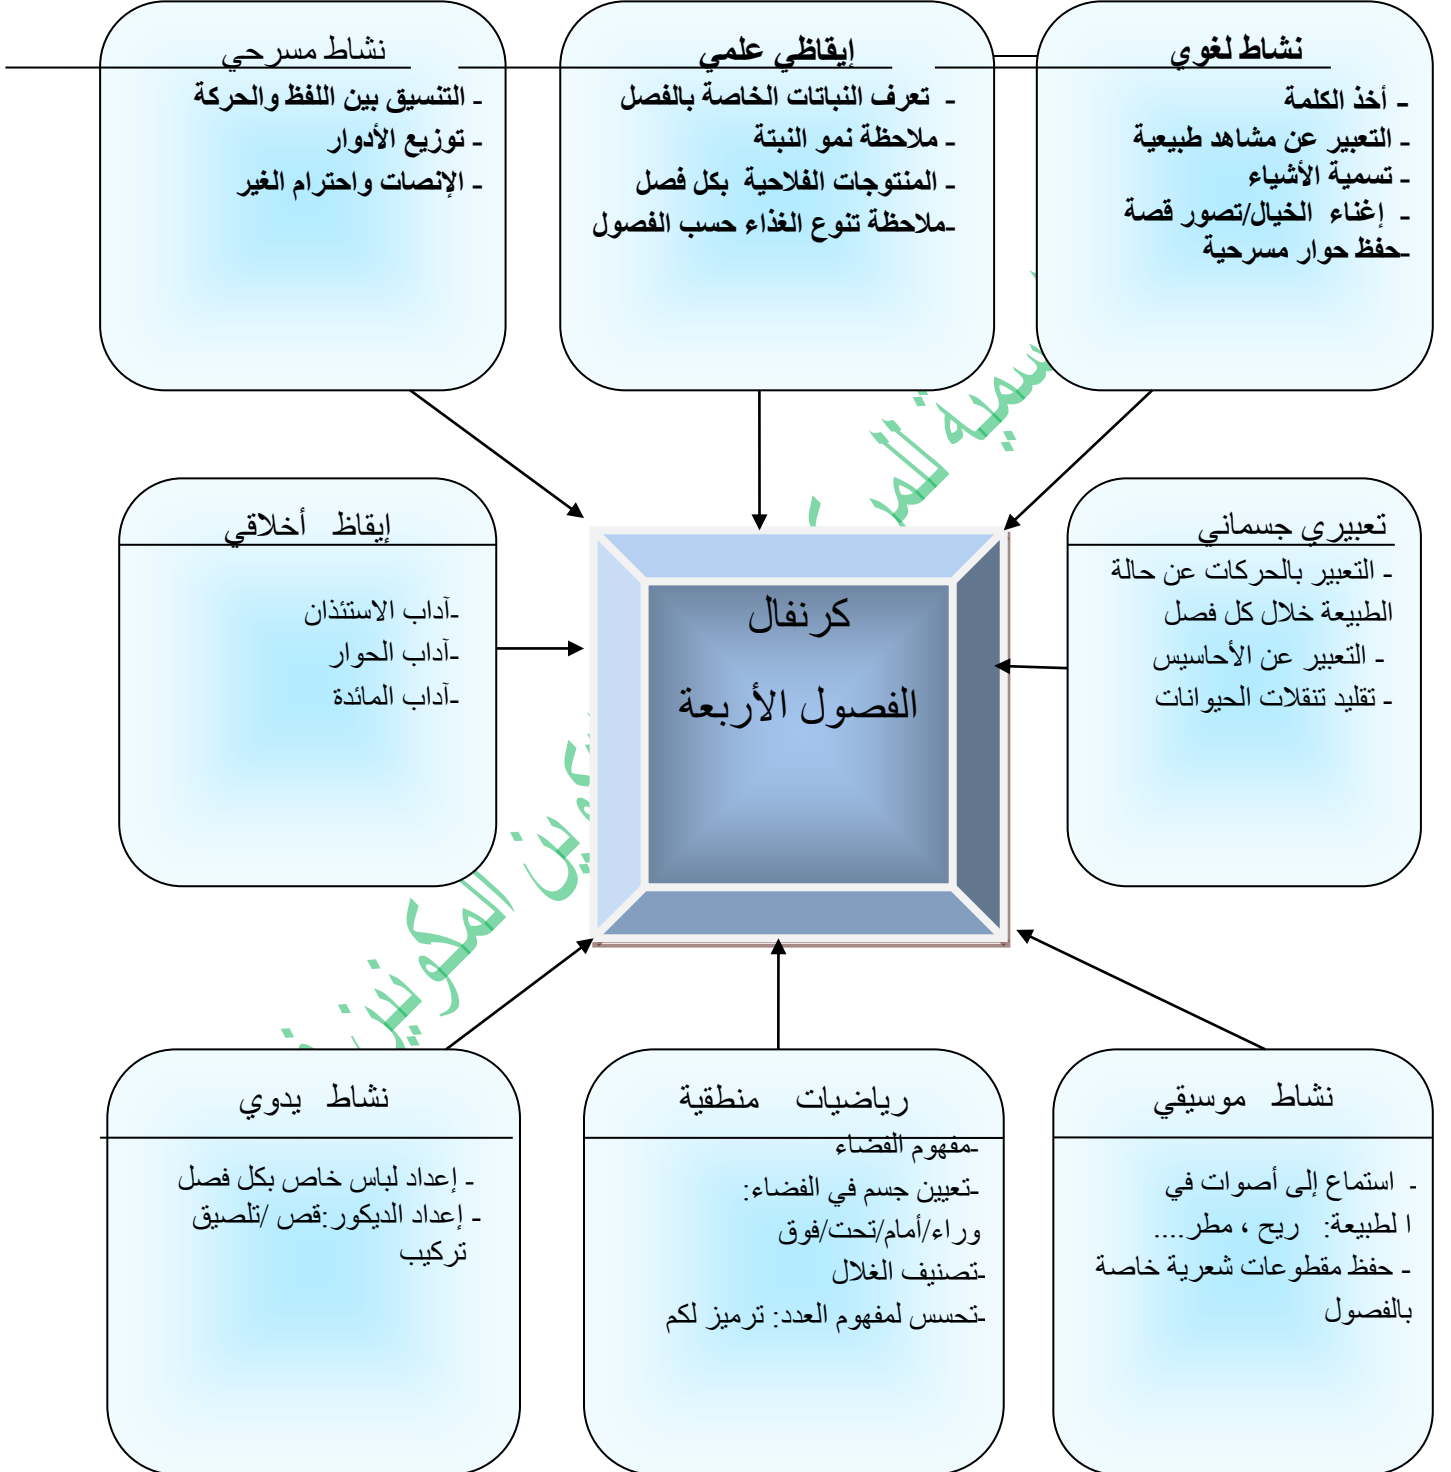 نشاط لغوي
- أخذ الكلمة
- التعبير عن مشاهد طبيعية
- تسمية الأشياء
- إغناء الخيال/تصور قصة
-حفظ حوار مسرحية
إيقاظي علمي
- تعرف النباتات الخاصة بالفصل
- ملاحظة نمو النبتة
- المنتوجات الفلاحية بكل فصل
-ملاحظة تنوع الغذاء حسب الفصول
نشاط مسرحي
- التنسيق بين اللفظ والحركة
- توزيع الأدوار
- الإنصات واحترام الغير
تعبيري جسماني
- التعبير بالحركات عن حالة
الطبيعة خلال كل فصل
- التعبير عن الأحاسيس
- تقليد تنقلات الحيوانات
كرنفال
الفصول الأربعة
إيقاظ أخلاقي
-آداب الاستئذان
-آداب الحوار
-آداب المائدة
نشاط موسيقي
- استماع إلى أصوات في
ا لطبيعة: ريح ، مطر....
- حفظ مقطوعات شعرية خاصة
بالفصول
رياضيات منطقية
-مفهوم الفضاء
-تعيين جسم في الفضاء:
وراء/أمام/تحت/فوق
-تصنيف الغلال
-تحسس لمفهوم العدد: ترميز لكم
نشاط يدوي
- إعداد لباس خاص بكل فصل
- إعداد الديكور:قص /تلصيق
تركيب
المكونين